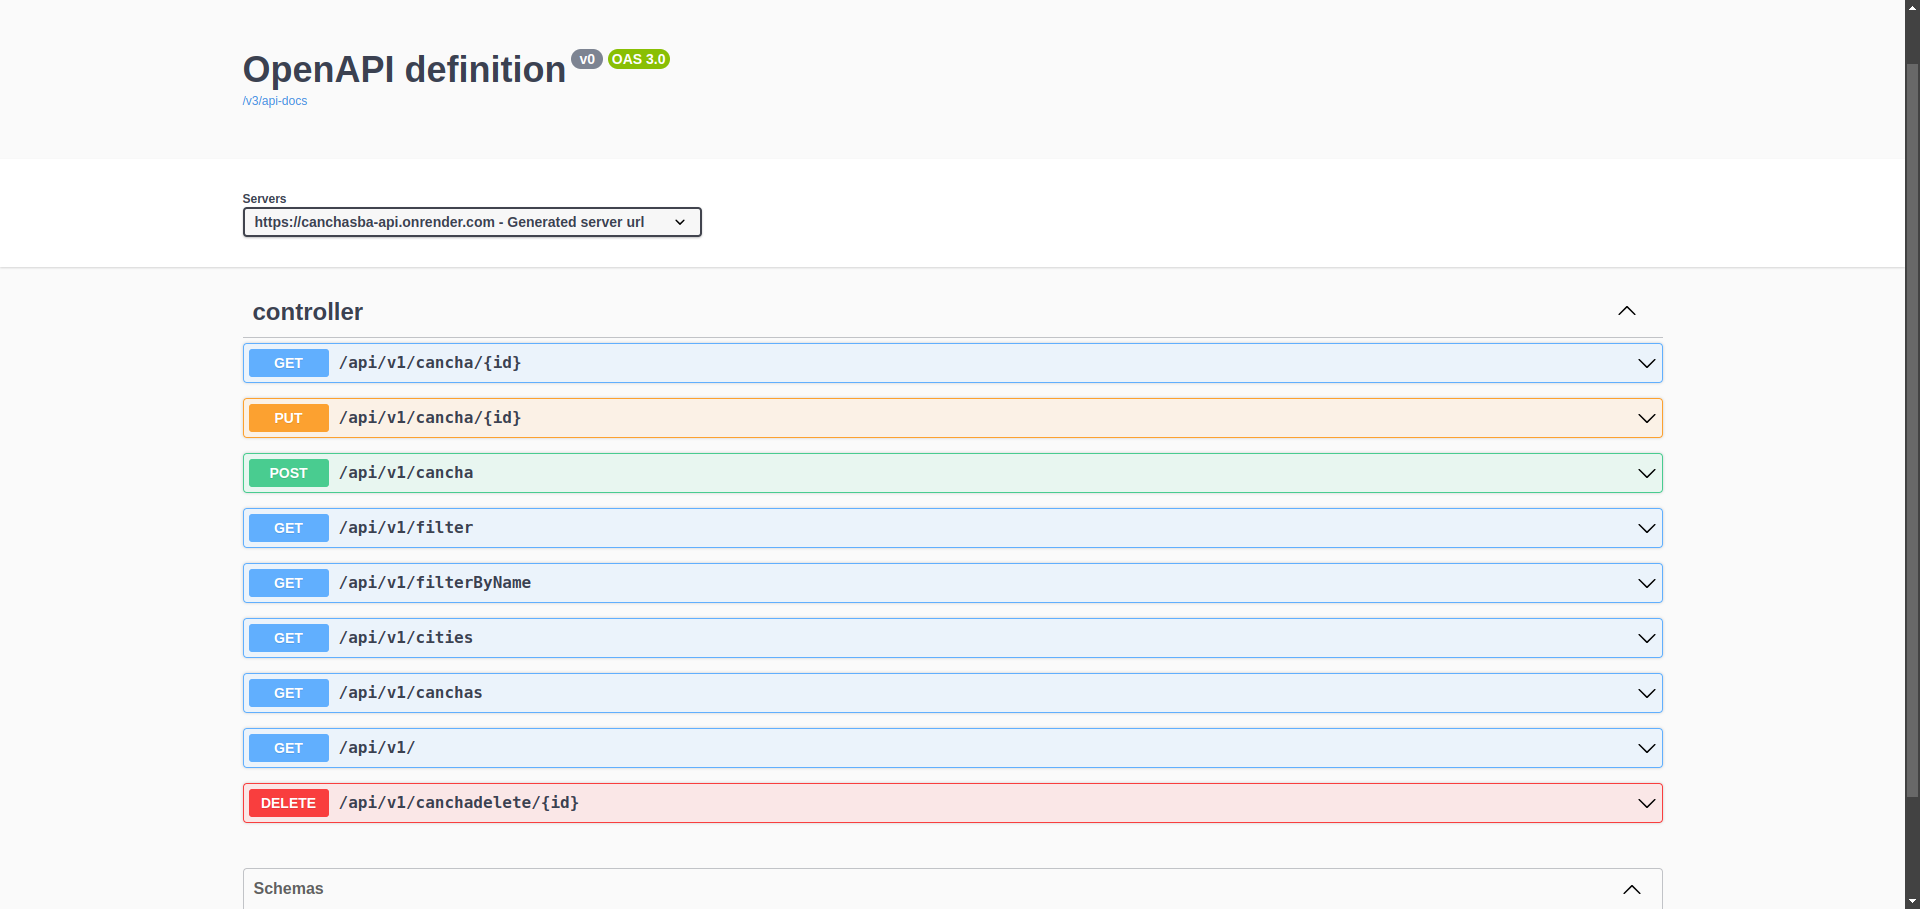 OpenAPI definition v0 OAS 3.0
/v3/api-docs
Servers
https://canchasba-api.onrender.com - Generated server url
controller
GET /api/v1/cancha/{id}
PUT /api/v1/cancha/{id}
POST /api/v1/cancha
GET /api/v1/filter
GET /api/v1/filterByName
GET /api/v1/cities
GET /api/v1/canchas
GET /api/v1/
DELETE /api/v1/canchadelete/{id}
Schemas